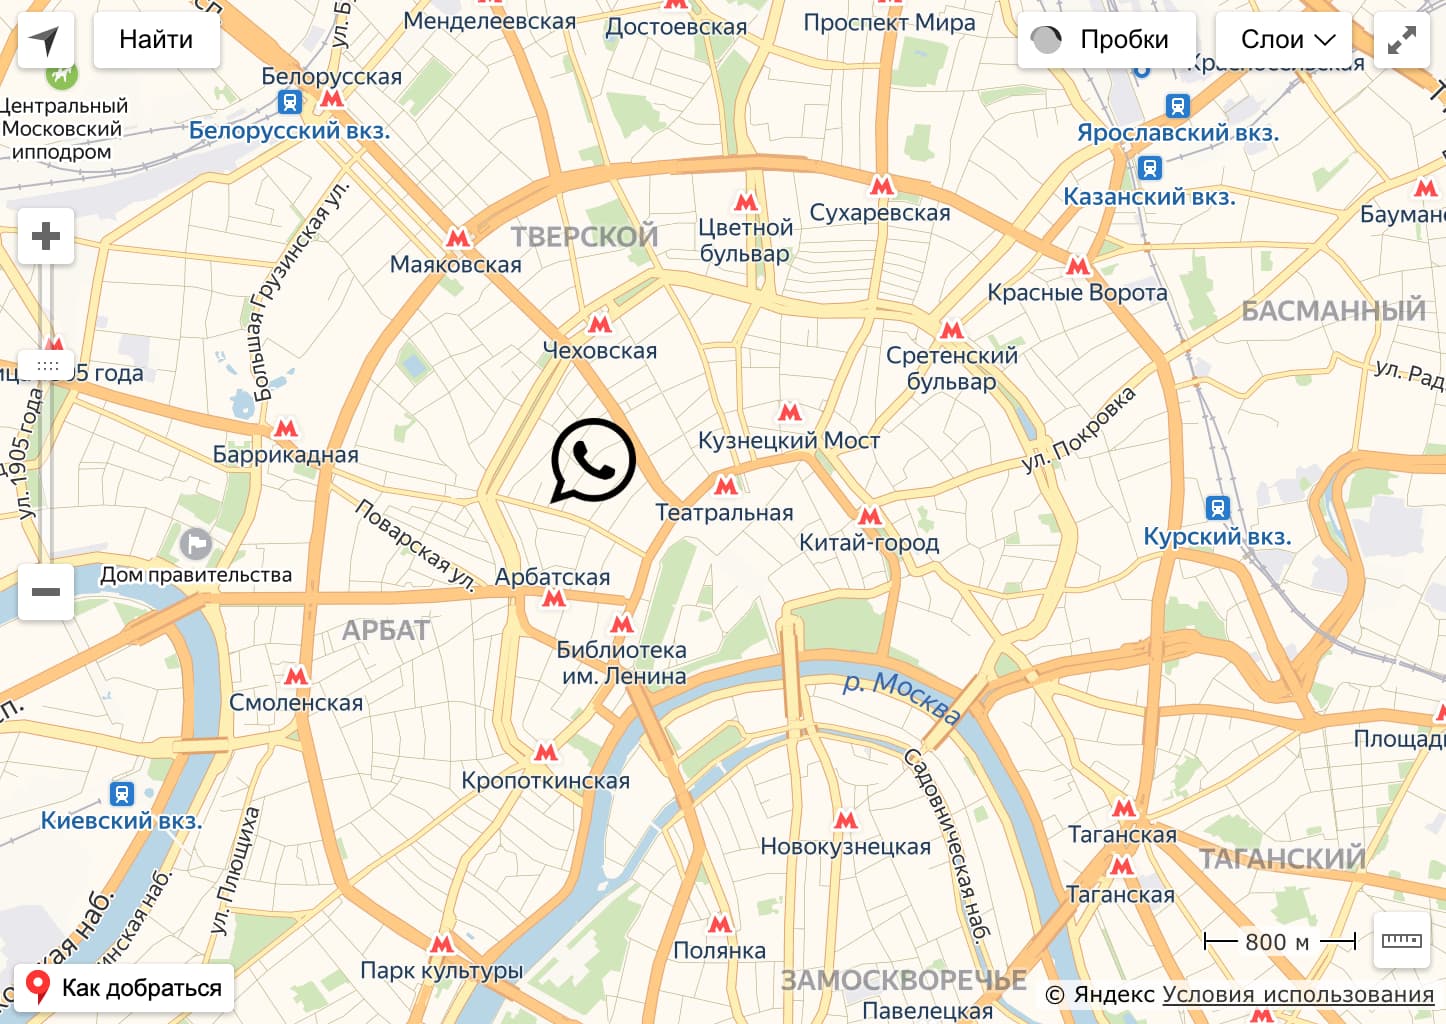 Менделеевская
Достоевская
Проспект Мира
Найти
Пробки
Слои
Белорусская
Красносельская
Центральный
Московский
ипподром
Белорусский вкз.
Ярославский вкз.
Казанский вкз.
Большая Грузинская ул.
Цветной
бульвар
Сухаревская
ТВЕРСКОЙ
Маяковская
Красные Ворота
БАСМАННЫЙ
Чеховская
Сретенский
бульвар
05 года
ул. Рад
ул. 1905 года
ул. Покровка
Кузнецкий Мост
Баррикадная
Театральная
Китай-город
Курский вкз.
Поварская ул.
Дом правительства
Арбатская
АРБАТ
Библиотека
им. Ленина
р. Москва
Смоленская
Площадь
Кропоткинская
Садовническая наб.
Киевский вкз.
ул. Плющиха
Новокузнецкая
Таганская
ТАГАНСКИЙ
Таганская
Полянка
800 м
Парк культуры
ЗАМОСКВОРЕЧЬЕ
Как добраться
Павелецкая
© Яндекс Условия использования